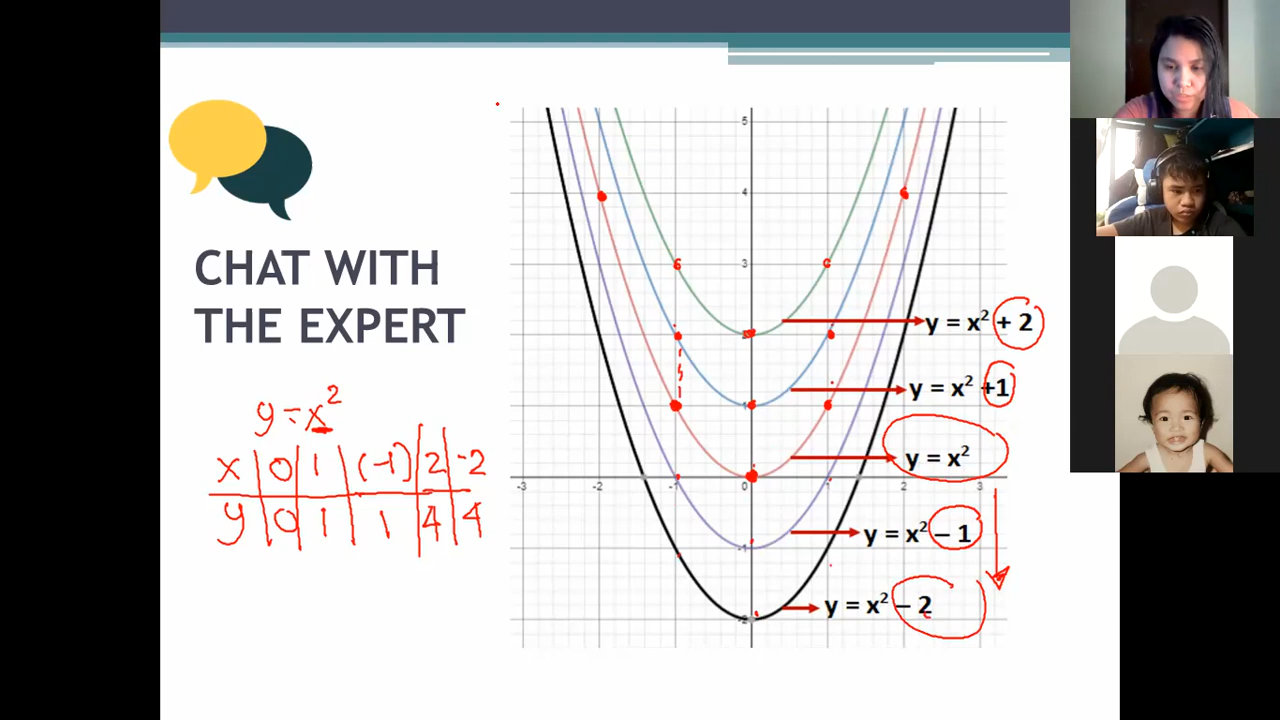 CHAT WITH
THE EXPERT
y = x²
x | 0 | 1 | (-1) | 2 | -2
y | 0 | 1 | 1 | 4 | 4
5
4
3
2
1
-3 -2 -1 0 1 2 3
-1
-2
y = x² + 2
y = x² +1
y = x²
y = x² – 1
y = x² – 2